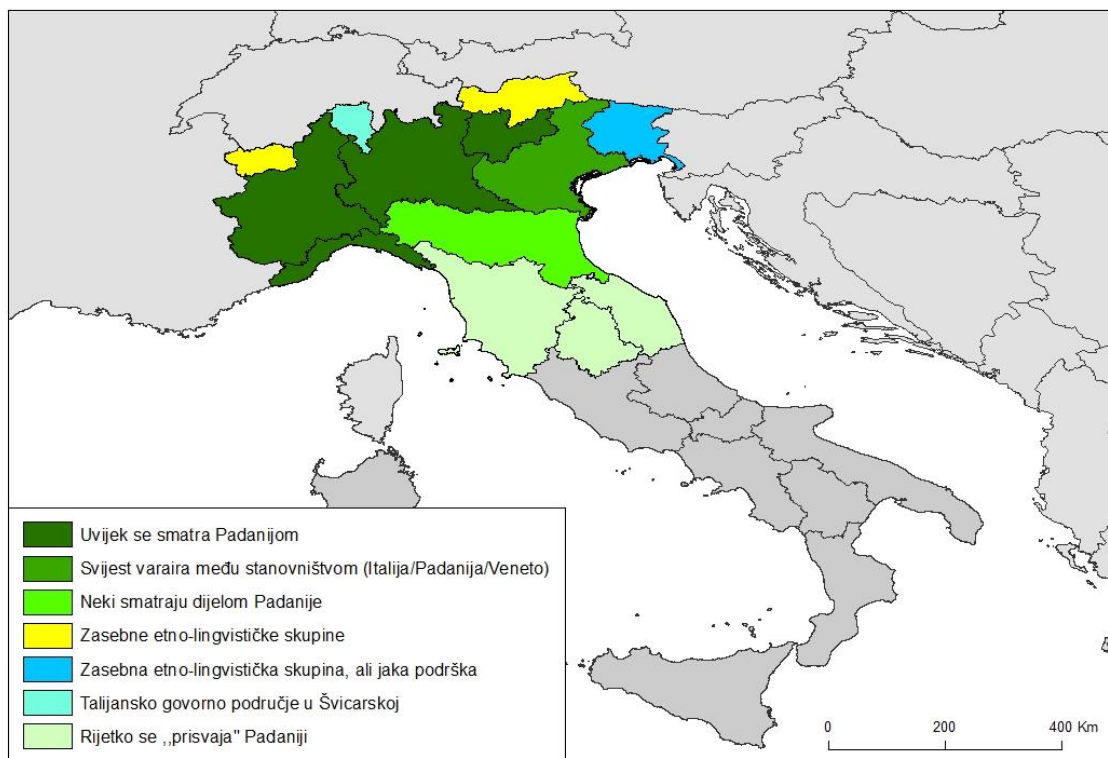 Uvijek se smatra Padanijom
Svijest varaira među stanovništvom (Italija/Padanija/Veneto)
Neki smatraju dijelom Padanije
Zasebne etno-lingvističke skupine
Zasebna etno-lingvistička skupina, ali jaka podrška
Talijansko govorno područje u Švicarskoj
Rijetko se ,,prisvaja" Padaniji
0 200 400 Km